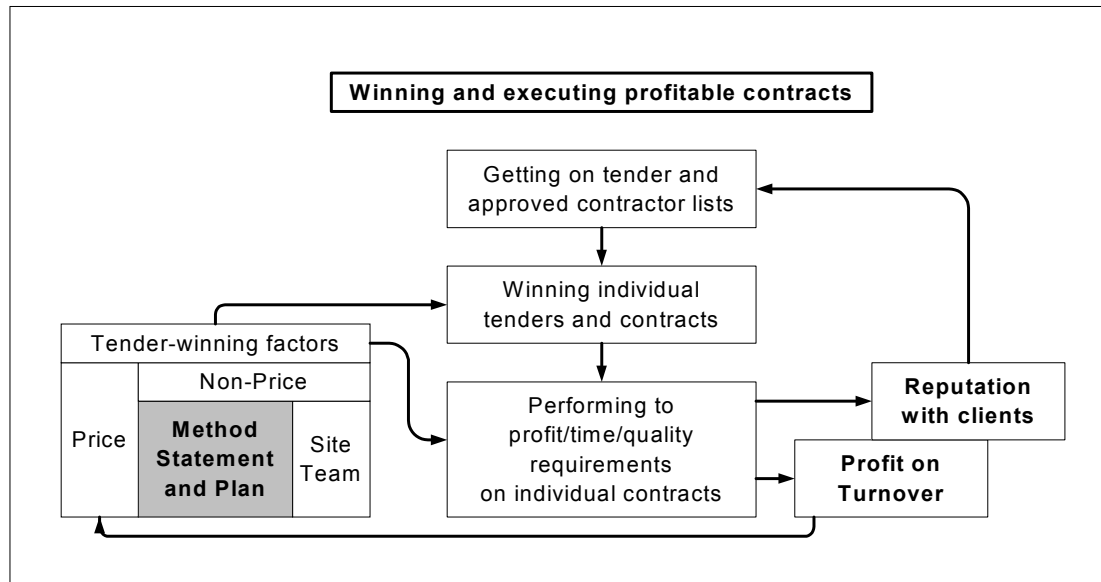 Winning and executing profitable contracts
Getting on tender and
approved contractor lists
Winning individual
tenders and contracts
Tender-winning factors
Non-Price
Price
Method
Statement
and Plan
Site
Team
Performing to
profit/time/quality
requirements
on individual contracts
Reputation
with clients
Profit on
Turnover